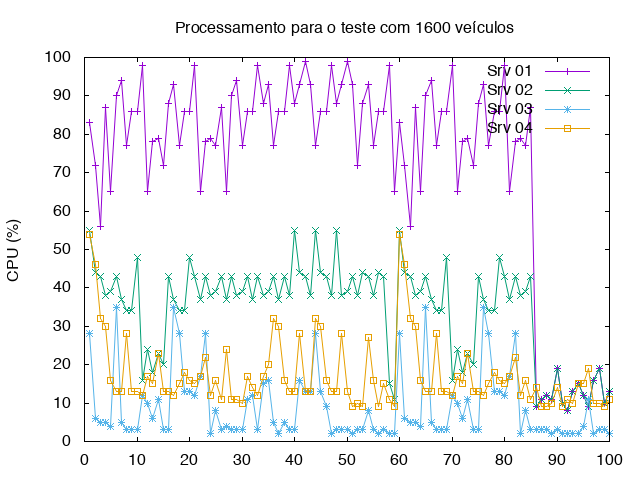 Processamento para o teste com 1600 veículos
CPU (%)
100
90
80
70
60
50
40
30
20
10
0
Srv 01
Srv 02
Srv 03
Srv 04
0 10 20 30 40 50 60 70 80 90 100